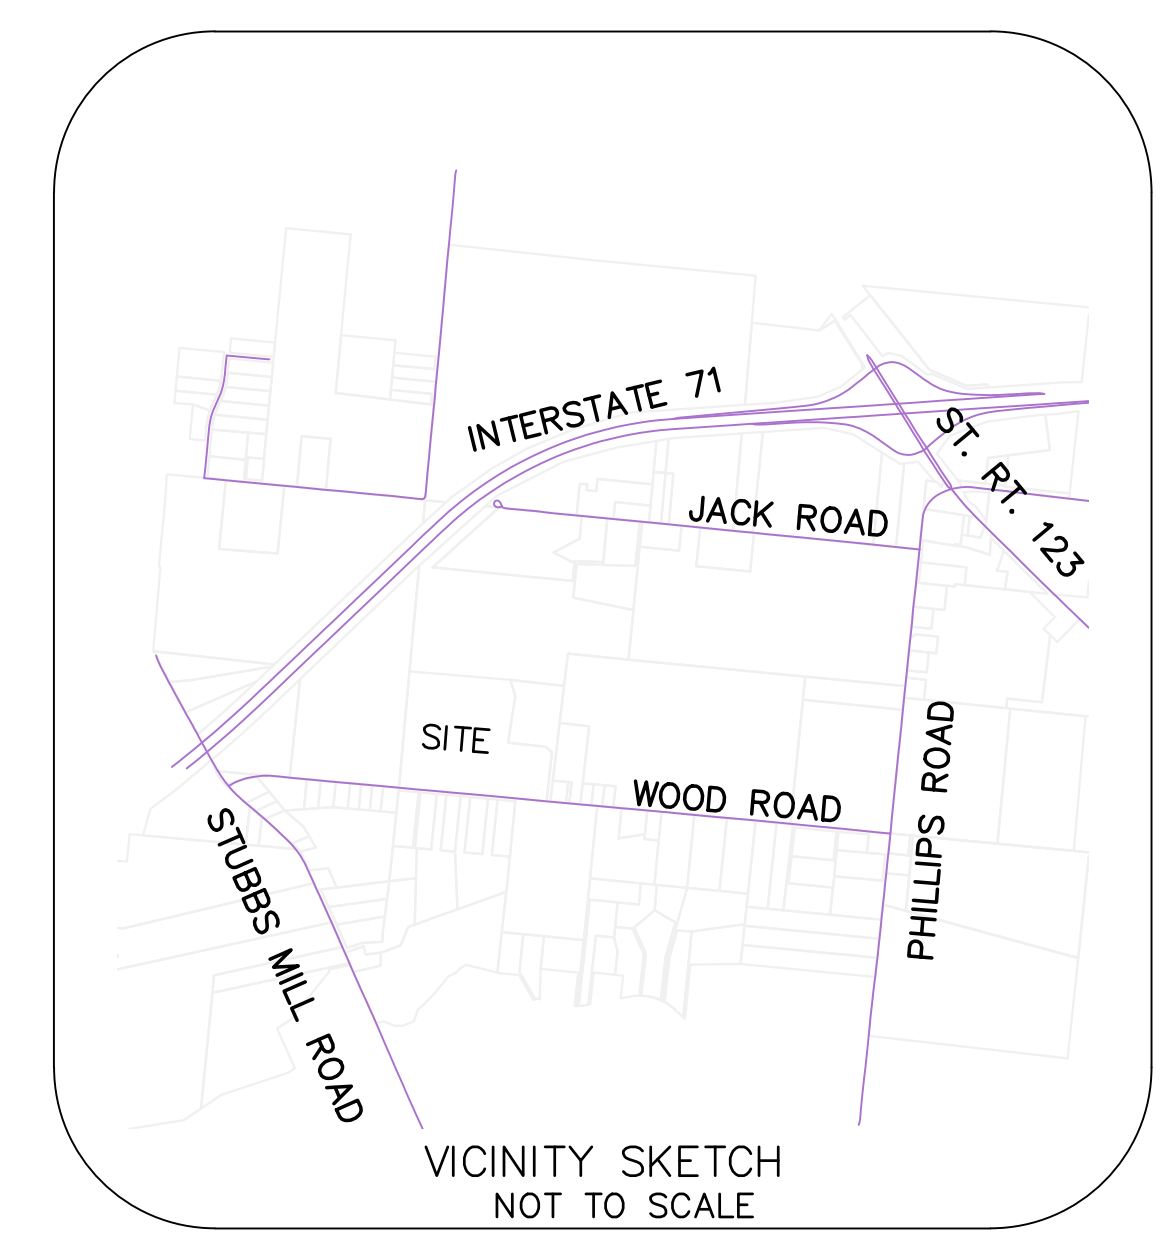 INTERSTATE 71
ST. RT. 123
JACK ROAD
SITE
WOOD ROAD
PHILLIPS ROAD
STUBBS MILL ROAD
VICINITY SKETCH
NOT TO SCALE